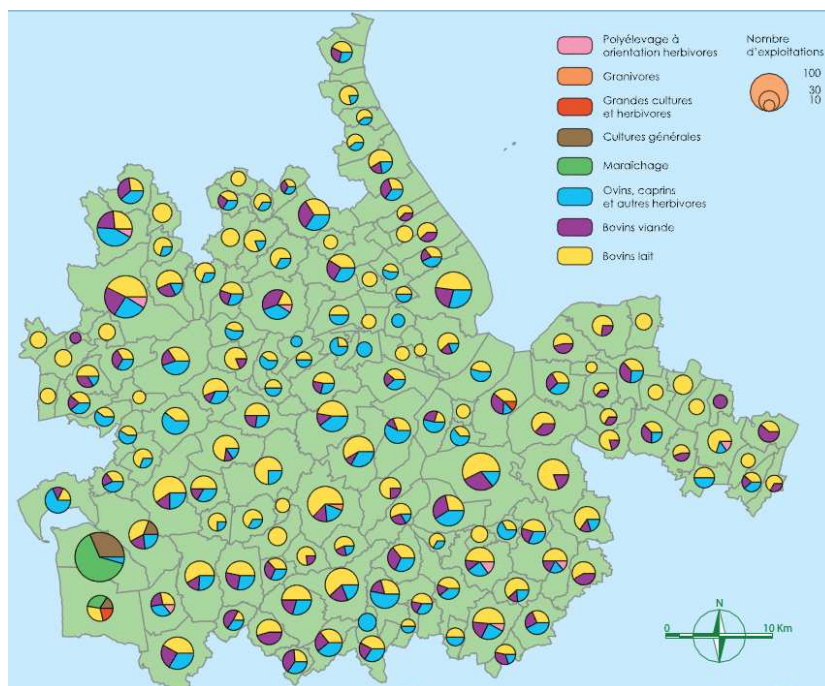 Polyélevage à
orientation herbivores
Granivores
Grandes cultures
et herbivores
Cultures générales
Maraîchage
Ovins, caprins
et autres herbivores
Bovins viande
Bovins lait
Nombre
d'exploitations
100
30
10
N
0 10 Km